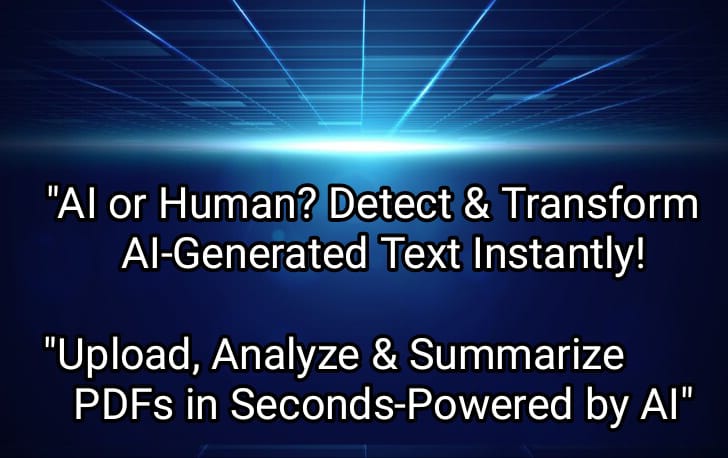 "AI or Human? Detect & Transform
AI-Generated Text Instantly!
"Upload, Analyze & Summarize
PDFs in Seconds-Powered by AI"